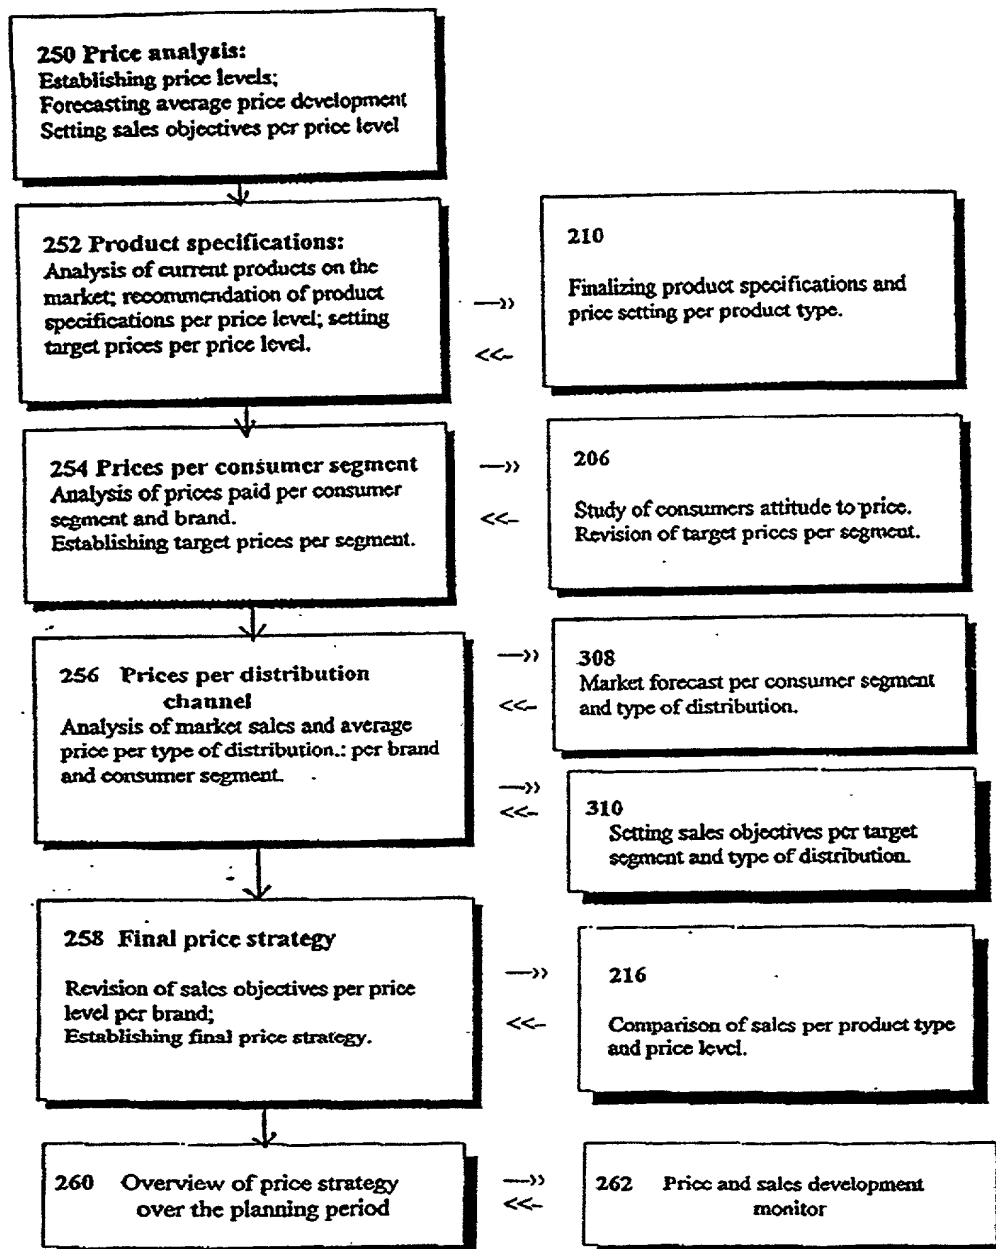 250 Price analysis:
Establishing price levels;
Forecasting average price development
Setting sales objectives per price level
252 Product specifications:
Analysis of current products on the
market; recommendation of product
specifications per price level; setting
target prices per price level.
210
Finalizing product specifications and
price setting per product type.
254 Prices per consumer segment
Analysis of prices paid per consumer
segment and brand.
Establishing target prices per segment.
206
Study of consumers attitude to price.
Revision of target prices per segment.
256 Prices per distribution
channel
Analysis of market sales and average
price per type of distribution.: per brand
and consumer segment.
308
Market forecast per consumer segment
and type of distribution.
310
Setting sales objectives per target
segment and type of distribution.
258 Final price strategy
Revision of sales objectives per price
level per brand;
Establishing final price strategy.
216
Comparison of sales per product type
and price level.
260 Overview of price strategy
over the planning period
262 Price and sales development
monitor